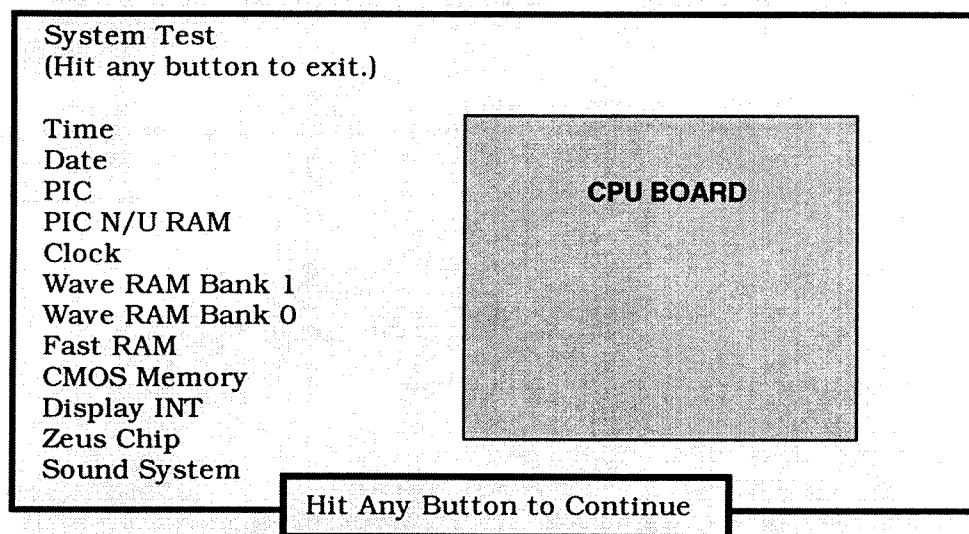 System Test
(Hit any button to exit.)
Time
Date
PIC
PIC N/U RAM
Clock
Wave RAM Bank 1
Wave RAM Bank 0
Fast RAM
CMOS Memory
Display INT
Zeus Chip
Sound System
CPU BOARD
Hit Any Button to Continue